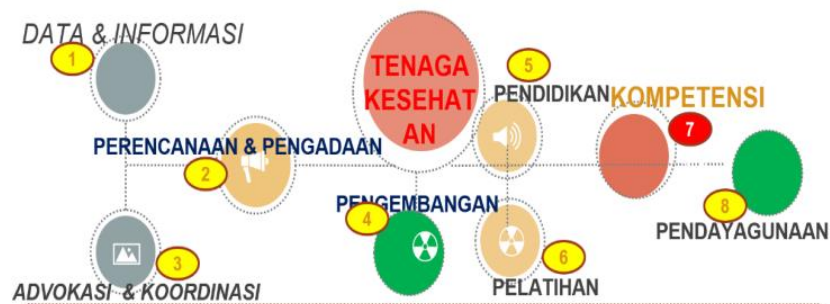 DATA & INFORMASI
1
TENAGA
KESEHAT
AN
5
PENDIDIKAN
KOMPETENSI
7
PERENCANAAN & PENGADAAN
2
PENGEMBANGAN
4
8
PENDAYAGUNAAN
3
ADVOKASI & KOORDINASI
6
PELATIHAN